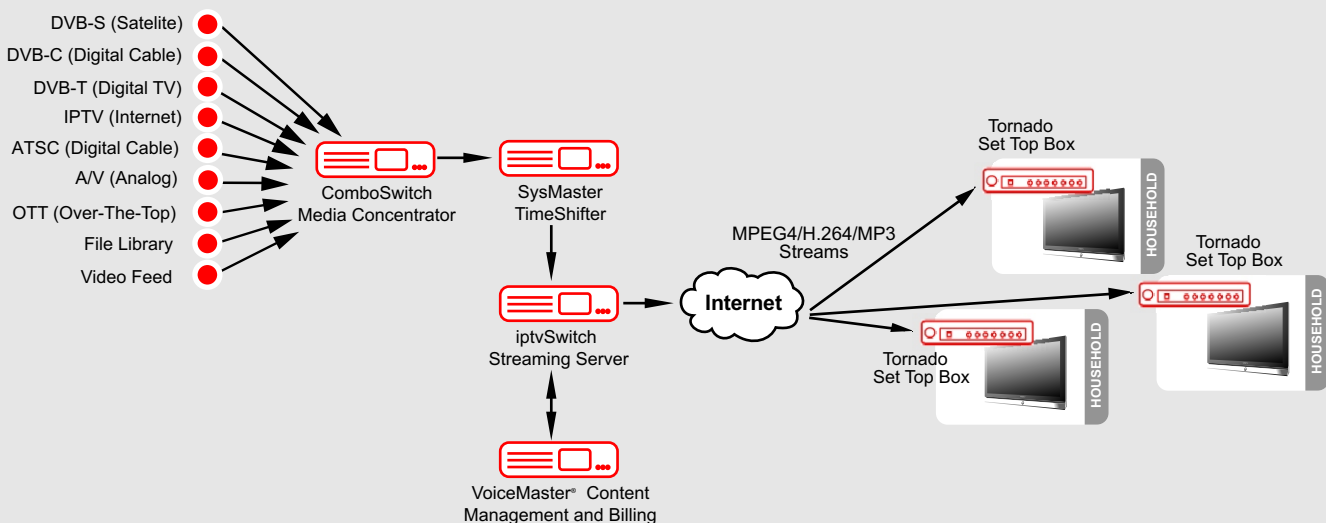 DVB-S (Satelite)
DVB-C (Digital Cable)
DVB-T (Digital TV)
IPTV (Internet)
ATSC (Digital Cable)
A/V (Analog)
OTT (Over-The-Top)
File Library
Video Feed
ComboSwitch
Media Concentrator
SysMaster
TimeShifter
iptvSwitch
Streaming Server
VoiceMaster® Content
Management and Billing
Internet
MPEG4/H.264/MP3
Streams
Tornado
Set Top Box
HOUSEHOLD
Tornado
Set Top Box
HOUSEHOLD
Tornado
Set Top Box
HOUSEHOLD